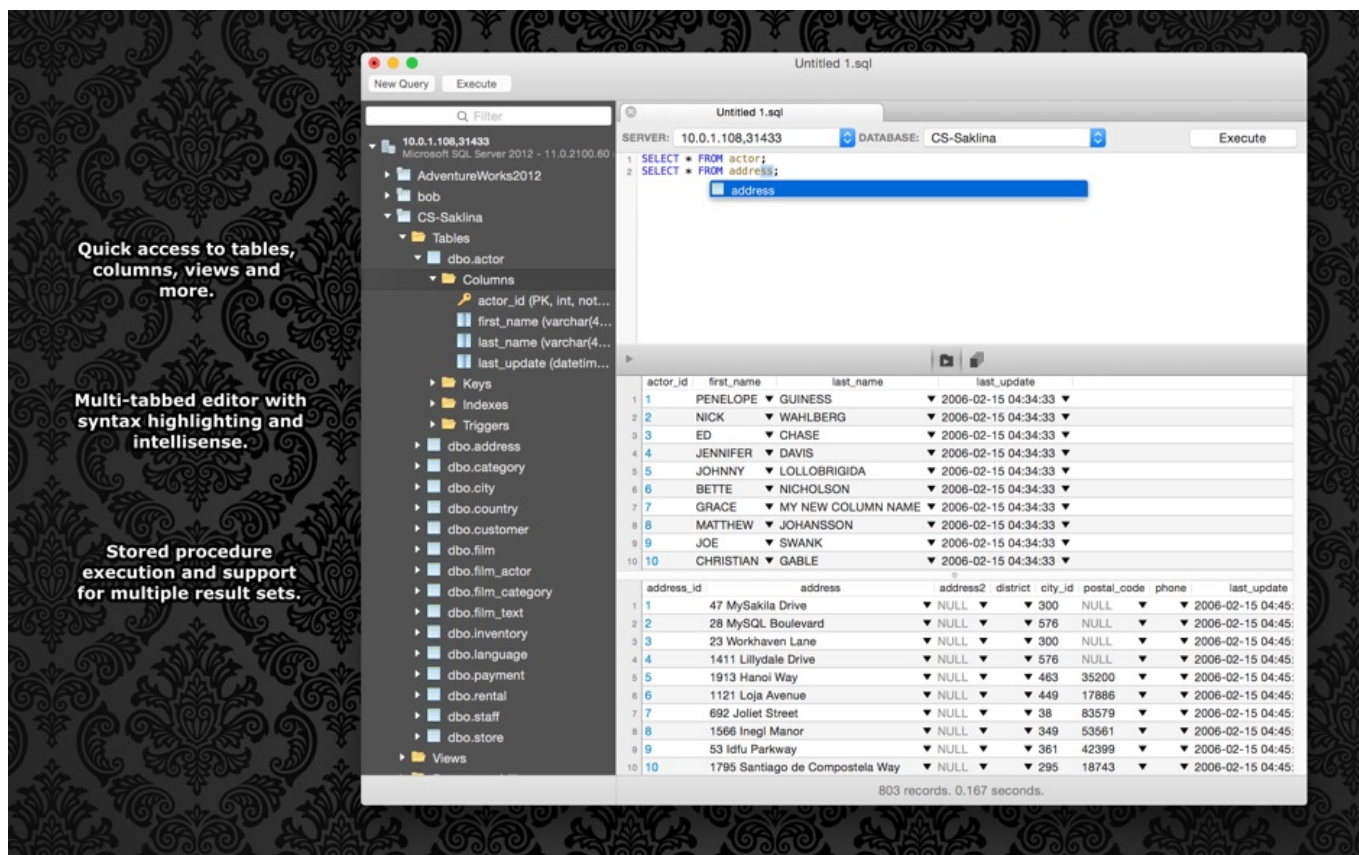 Quick access to tables,
columns, views and
more.
Multi-tabbed editor with
syntax highlighting and
intellisense.
Stored procedure
execution and support
for multiple result sets.
Untitled 1.sql
New Query Execute
Filter
10.0.1.108,31433
Microsoft SQL Server 2012 - 11.0.2100.60
AdventureWorks2012
bob
CS-Saklina
Tables
dbo.actor
Columns
actor_id (PK, int, not...
first_name (varchar(4...
last_name (varchar(4...
last_update (datetim...
Keys
Indexes
Triggers
dbo.address
dbo.category
dbo.city
dbo.country
dbo.customer
dbo.film
dbo.film_actor
dbo.film_category
dbo.film_text
dbo.inventory
dbo.language
dbo.payment
dbo.rental
dbo.staff
dbo.store
Views
Untitled 1.sql
SERVER: 10.0.1.108,31433 DATABASE: CS-Saklina Execute
1 SELECT * FROM actor;
2 SELECT * FROM address;
address
actor_id first_name last_name last_update
1 1 PENELOPE GUINESS 2006-02-15 04:34:33
2 2 NICK WAHLBERG 2006-02-15 04:34:33
3 3 ED CHASE 2006-02-15 04:34:33
4 4 JENNIFER DAVIS 2006-02-15 04:34:33
5 5 JOHNNY LOLLOBRIGIDA 2006-02-15 04:34:33
6 6 BETTE NICHOLSON 2006-02-15 04:34:33
7 7 GRACE MY NEW COLUMN NAME 2006-02-15 04:34:33
8 8 MATTHEW JOHANSSON 2006-02-15 04:34:33
9 9 JOE SWANK 2006-02-15 04:34:33
10 10 CHRISTIAN GABLE 2006-02-15 04:34:33
address_id address address2 district city_id postal_code phone last_update
1 1 47 MySakila Drive NULL 300 NULL 2006-02-15 04:45:
2 2 28 MySQL Boulevard NULL 576 NULL 2006-02-15 04:45:
3 3 23 Workhaven Lane NULL 300 NULL 2006-02-15 04:45:
4 4 1411 Lillydale Drive NULL 576 NULL 2006-02-15 04:45:
5 5 1913 Hanoi Way NULL 463 35200 2006-02-15 04:45:
6 6 1121 Loja Avenue NULL 449 17886 2006-02-15 04:45:
7 7 692 Joliet Street NULL 38 83579 2006-02-15 04:45:
8 8 1566 Inegl Manor NULL 349 53561 2006-02-15 04:45:
9 9 53 Idfu Parkway NULL 361 42399 2006-02-15 04:45:
10 10 1795 Santiago de Compostela Way NULL 295 18743 2006-02-15 04:45:
803 records. 0.167 seconds.